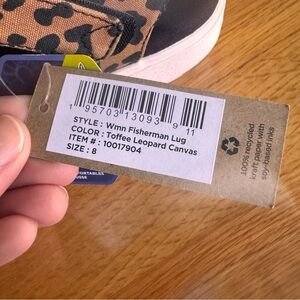 1 95703 13093 9 11
STYLE : Wmn Fisherman Lug
COLOR : Toffee Leopard Canvas
ITEM # : 10017904
SIZE : 8
100% recycled
kraft paper with
soy-based inks